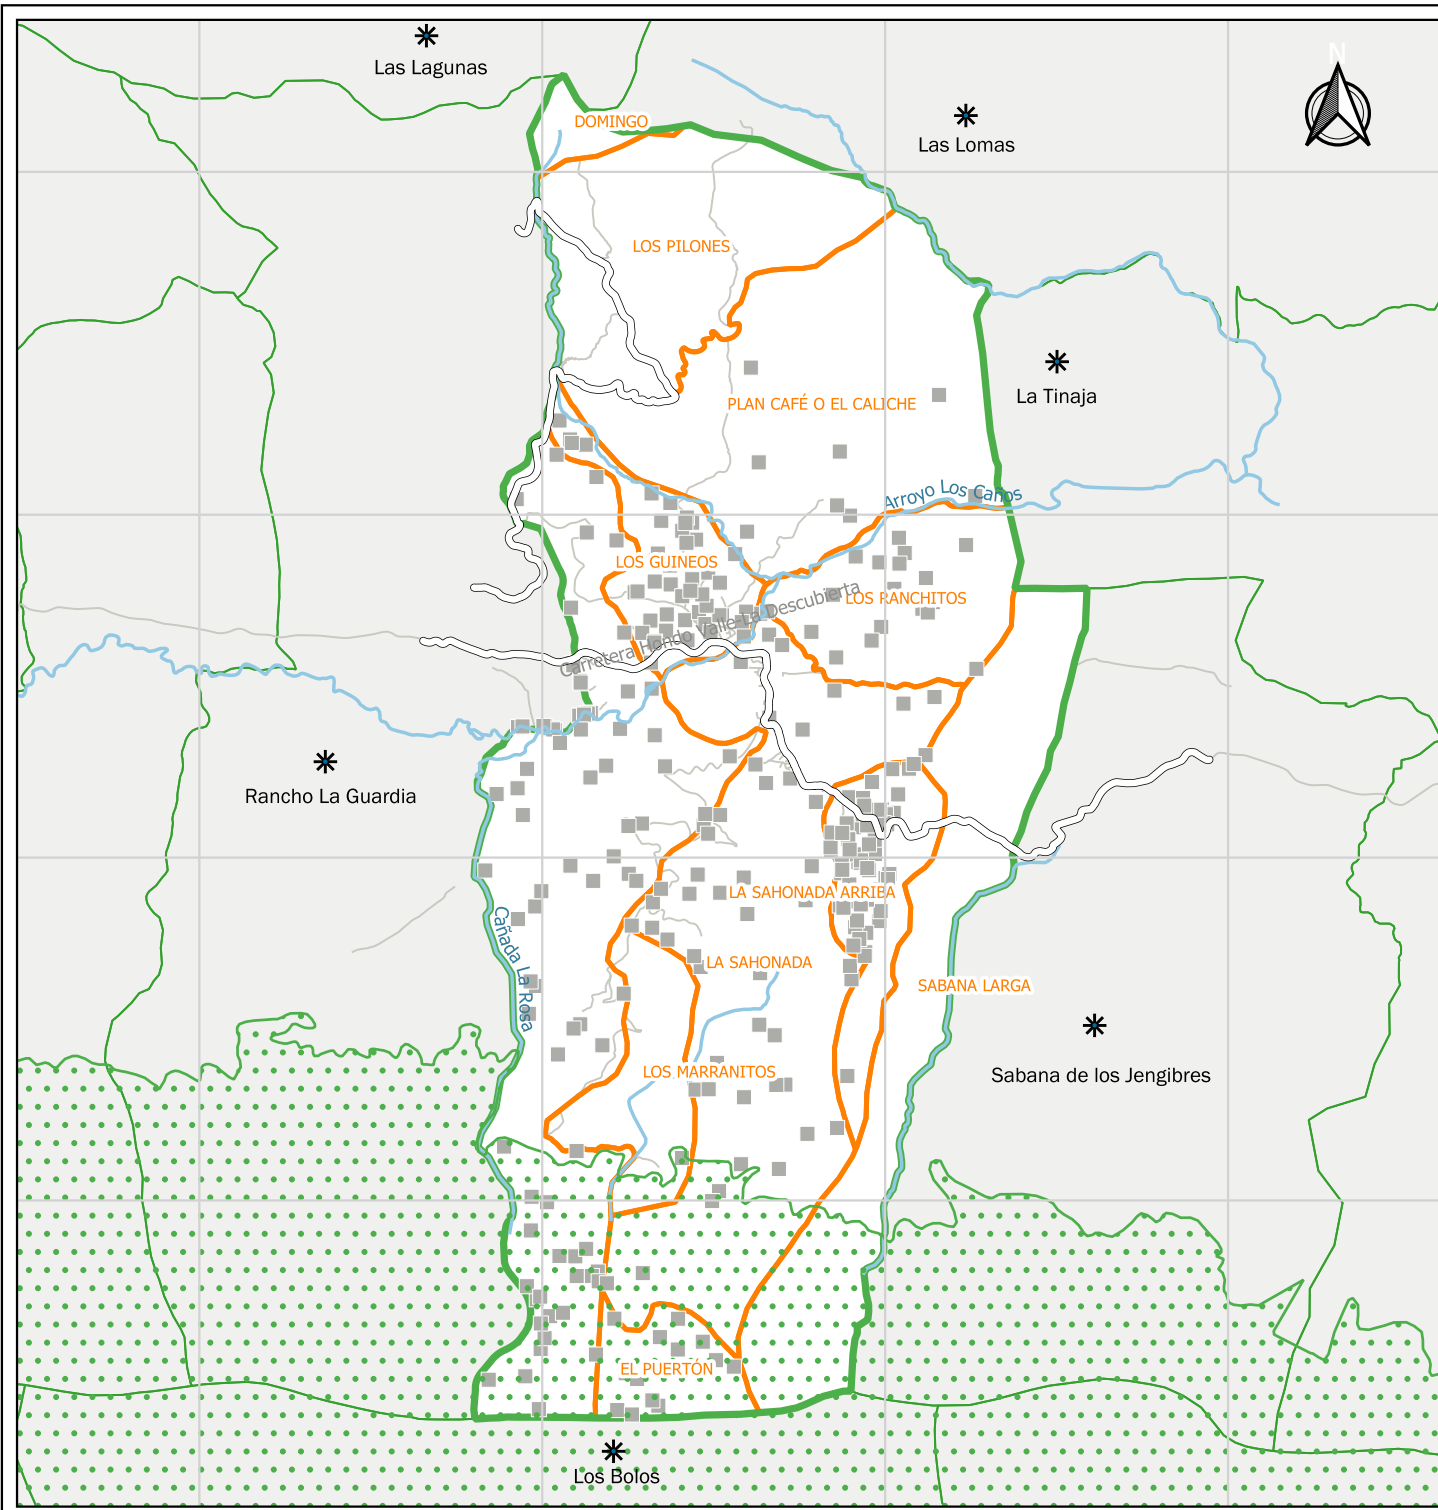 Las Lagunas
N
DOMINGO
Las Lomas
LOS PILONES
La Tinaja
PLAN CAFÉ O EL CALICHE
Arroyo Los Caños
LOS GUINEOS
LOS RANCHITOS
Carretera Hondo Valle-La Descubierta
Rancho La Guardia
LA SAHONADA ARRIBA
Cañada La Rosa
LA SAHONADA
SABANA LARGA
LOS MARRANITOS
Sabana de los Jengibres
EL PUERTÓN
Los Bolos